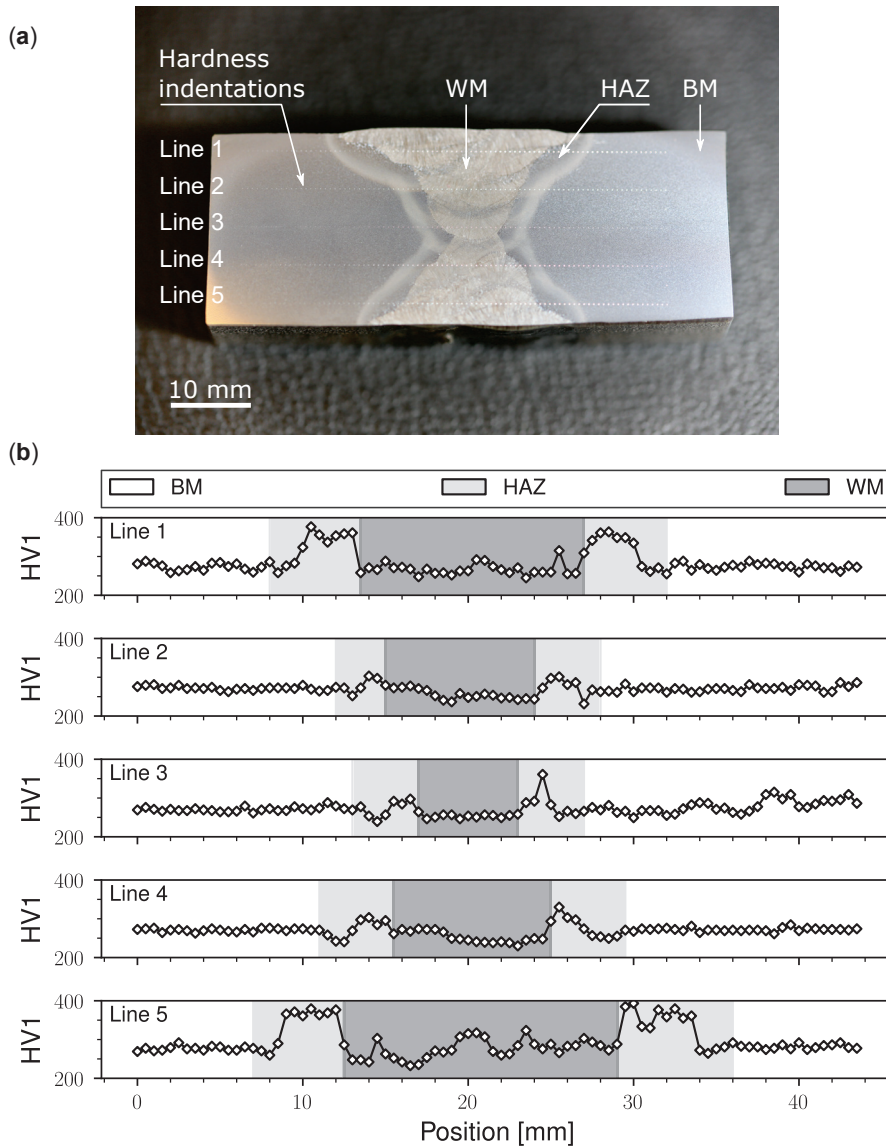 (a)
Hardness
indentations
WM
HAZ
BM
Line 1
Line 2
Line 3
Line 4
Line 5
10 mm
(b)
BM
HAZ
WM
Line 1
HV1
400
200
Line 2
HV1
400
200
Line 3
HV1
400
200
Line 4
HV1
400
200
Line 5
HV1
400
200
0
10
20
30
40
Position [mm]